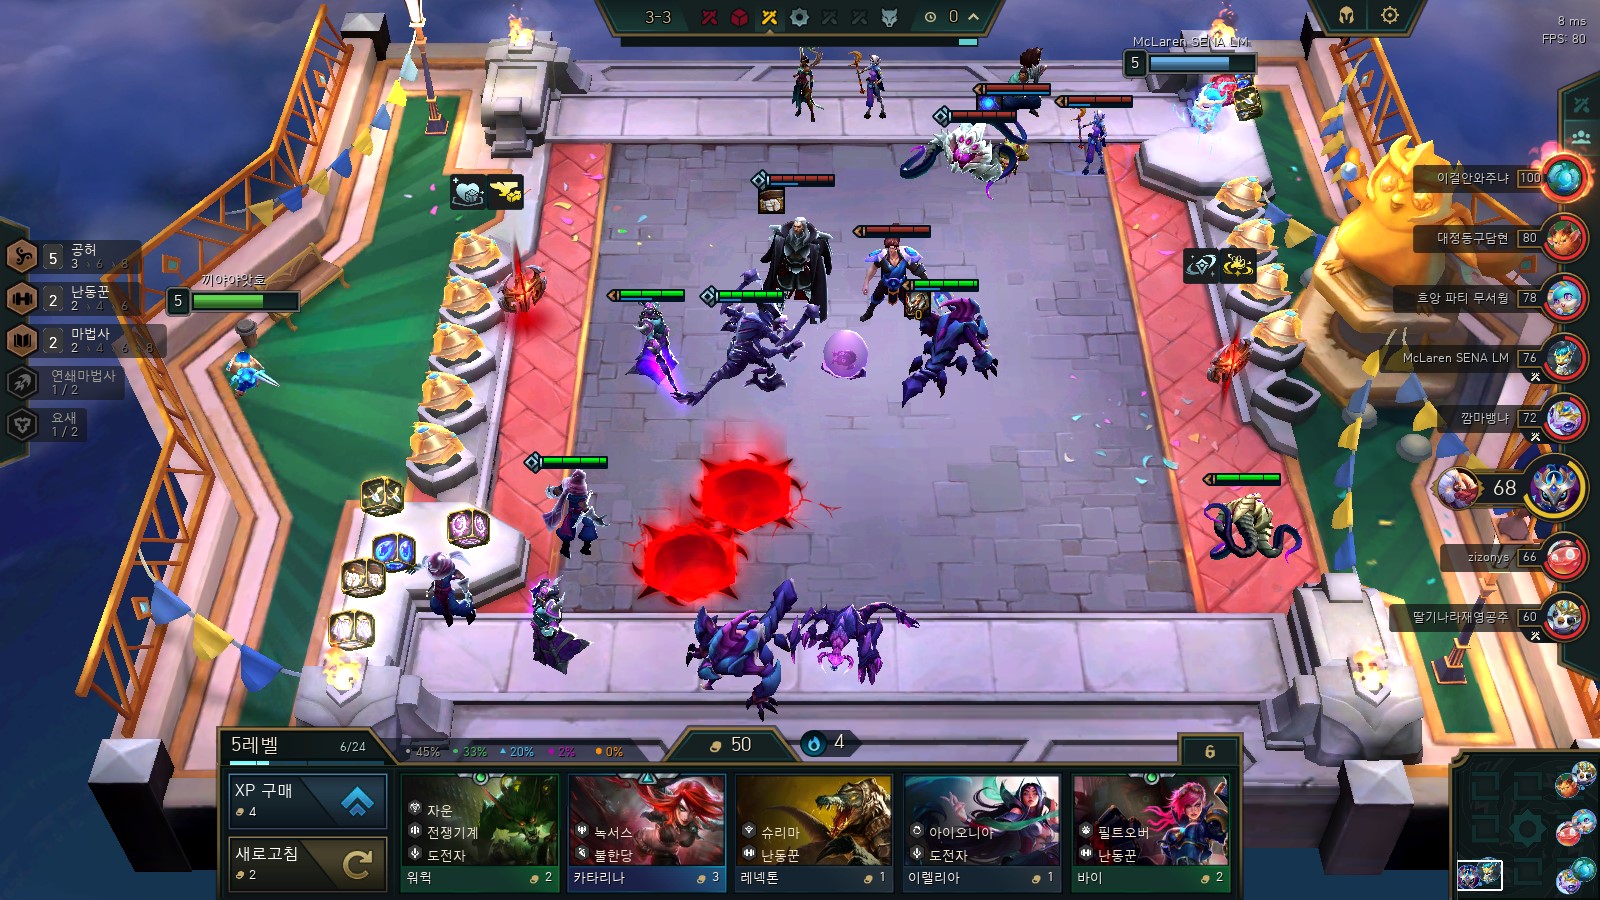 3-3
0
8 ms
FPS: 80
McLaren SENA LM
5
이걸안와주냐 100
대정동구담현 80
흐앙 파티 무서웡 78
McLaren SENA LM 76
깜마뱅냐 72
68
zizonys 66
딸기나라재영공주 60
5 공허
3 › 6 › 8
2 난동꾼
2 › 4 › 6
2 마법사
2 › 4 › 6 › 8
연쇄마법사
1 / 2
요새
1 / 2
끼야야앗호
5
0
5레벨 6/24
45% 33% 20% 2% 0%
50
4
6
XP 구매
4
새로고침
2
자운
전쟁기계
도전자
워윅 2
녹서스
불한당
카타리나 3
슈리마
난동꾼
레넥톤 1
아이오니아
도전자
이렐리아 1
필트오버
난동꾼
바이 2